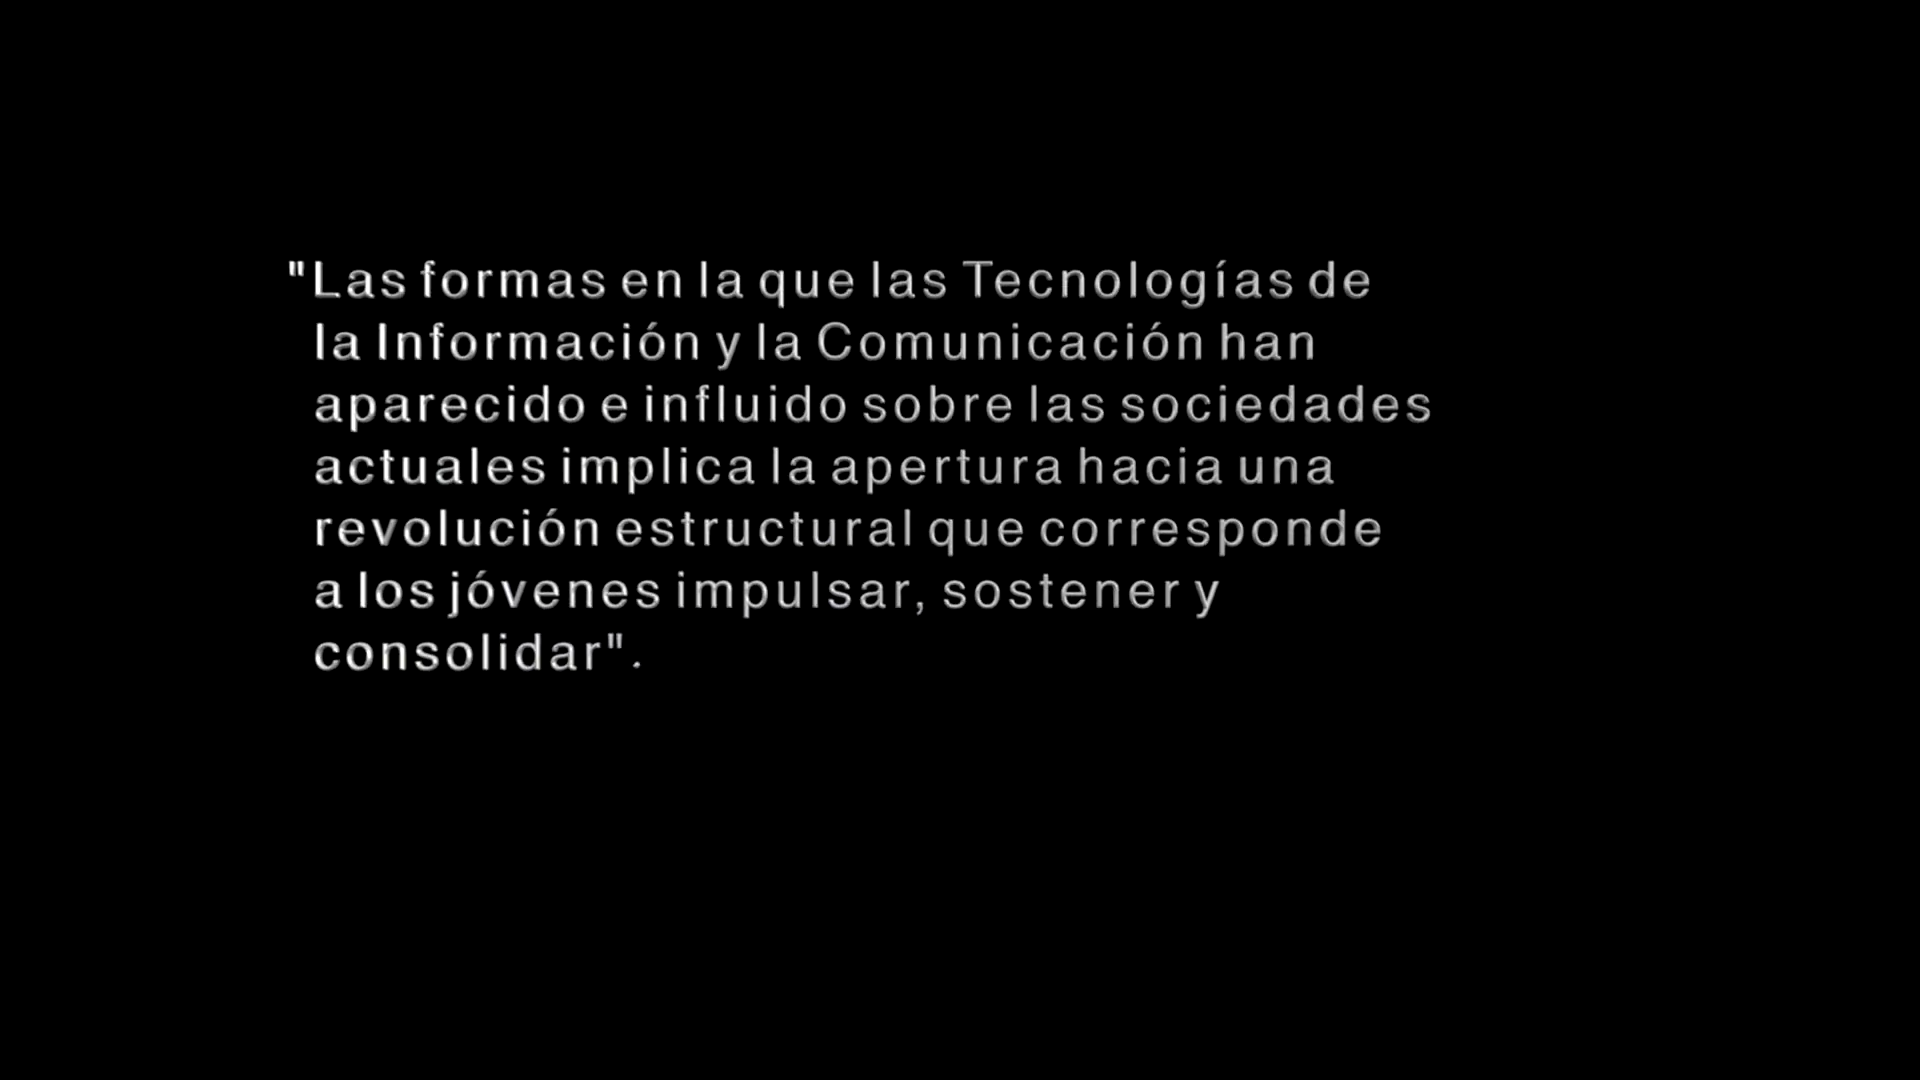 "Las formas en la que las Tecnologías de
la Información y la Comunicación han
aparecido e influido sobre las sociedades
actuales implica la apertura hacia una
revolución estructural que corresponde
a los jóvenes impulsar, sostener y
consolidar".